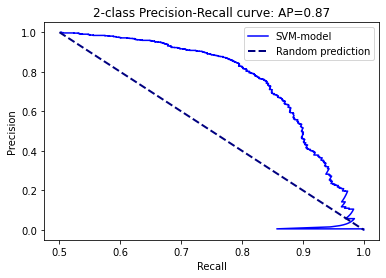 2-class Precision-Recall curve: AP=0.87
SVM-model
Random prediction
Precision
1.0
0.8
0.6
0.4
0.2
0.0
0.5 0.6 0.7 0.8 0.9 1.0
Recall